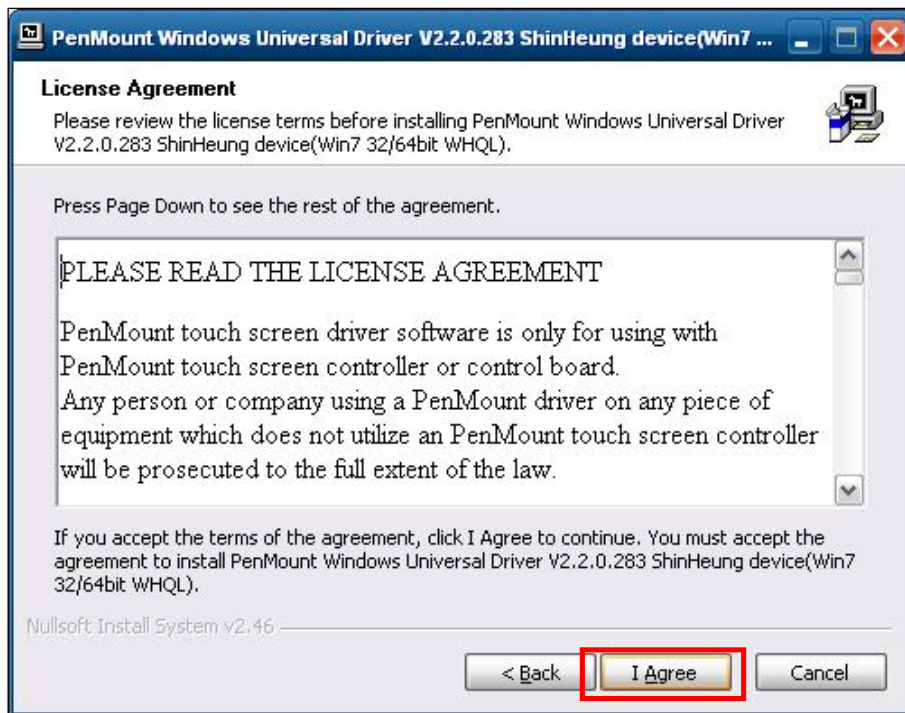 PenMount Windows Universal Driver V2.2.0.283 ShinHeung device(Win7 ...
License Agreement
Please review the license terms before installing PenMount Windows Universal Driver
V2.2.0.283 ShinHeung device(Win7 32/64bit WHQL).
Press Page Down to see the rest of the agreement.
PLEASE READ THE LICENSE AGREEMENT
PenMount touch screen driver software is only for using with
PenMount touch screen controller or control board.
Any person or company using a PenMount driver on any piece of
equipment which does not utilize an PenMount touch screen controller
will be prosecuted to the full extent of the law.
If you accept the terms of the agreement, click I Agree to continue. You must accept the
agreement to install PenMount Windows Universal Driver V2.2.0.283 ShinHeung device(Win7
32/64bit WHQL).
Nullsoft Install System v2.46
< Back I Agree Cancel